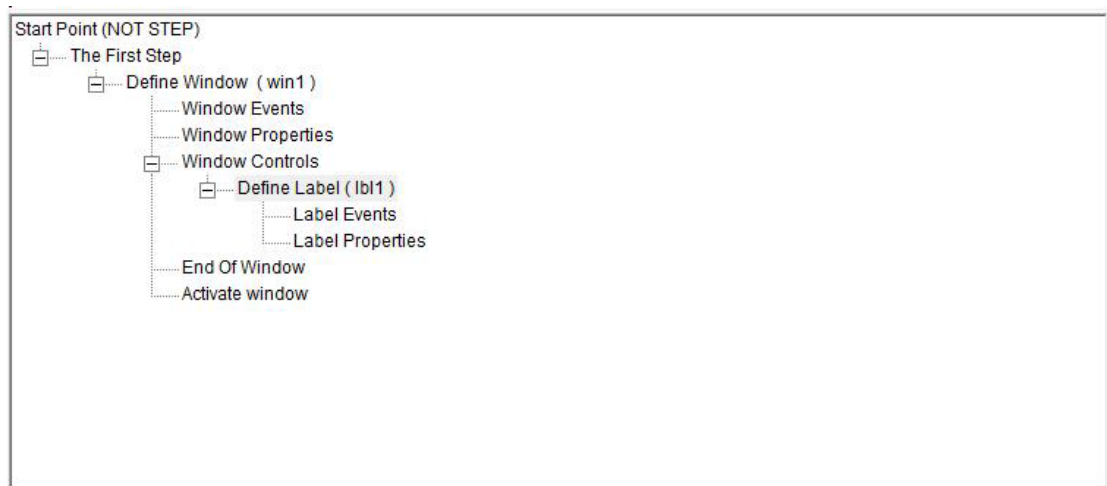 Start Point (NOT STEP)
The First Step
Define Window ( win1 )
Window Events
Window Properties
Window Controls
Define Label ( lbl1 )
Label Events
Label Properties
End Of Window
Activate window